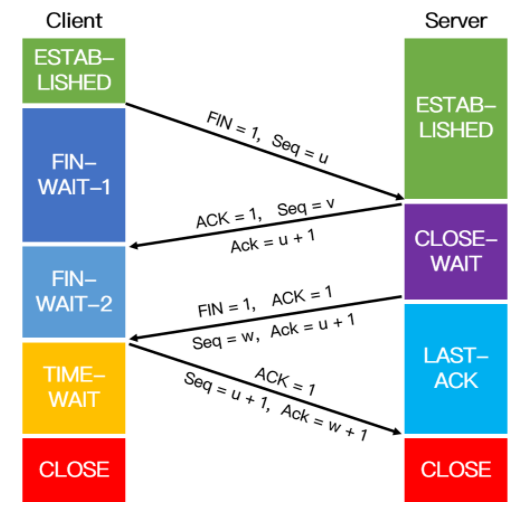 Client
Server
ESTAB–
LISHED
ESTAB–
LISHED
FIN = 1, Seq = u
FIN–
WAIT–1
ACK = 1, Seq = v
Ack = u + 1
CLOSE–
WAIT
FIN–
WAIT–2
FIN = 1, ACK = 1
Seq = w, Ack = u + 1
LAST–
ACK
TIME–
WAIT
ACK = 1
Seq = u + 1, Ack = w + 1
CLOSE
CLOSE